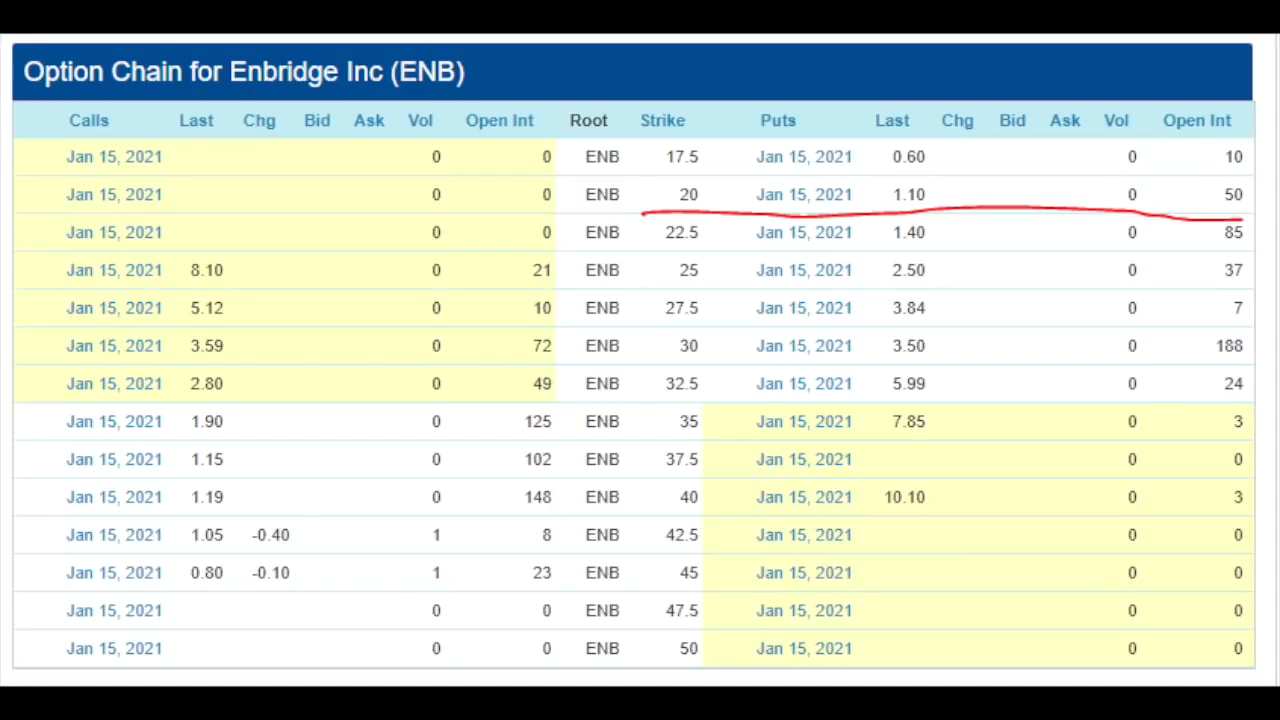 Option Chain for Enbridge Inc (ENB)
Calls Last Chg Bid Ask Vol Open Int Root Strike Puts Last Chg Bid Ask Vol Open Int
Jan 15, 2021 0 0 ENB 17.5 Jan 15, 2021 0.60 0 10
Jan 15, 2021 0 0 ENB 20 Jan 15, 2021 1.10 0 50
Jan 15, 2021 0 0 ENB 22.5 Jan 15, 2021 1.40 0 85
Jan 15, 2021 8.10 0 21 ENB 25 Jan 15, 2021 2.50 0 37
Jan 15, 2021 5.12 0 10 ENB 27.5 Jan 15, 2021 3.84 0 7
Jan 15, 2021 3.59 0 72 ENB 30 Jan 15, 2021 3.50 0 188
Jan 15, 2021 2.80 0 49 ENB 32.5 Jan 15, 2021 5.99 0 24
Jan 15, 2021 1.90 0 125 ENB 35 Jan 15, 2021 7.85 0 3
Jan 15, 2021 1.15 0 102 ENB 37.5 Jan 15, 2021 0 0
Jan 15, 2021 1.19 0 148 ENB 40 Jan 15, 2021 10.10 0 3
Jan 15, 2021 1.05 -0.40 1 8 ENB 42.5 Jan 15, 2021 0 0
Jan 15, 2021 0.80 -0.10 1 23 ENB 45 Jan 15, 2021 0 0
Jan 15, 2021 0 0 ENB 47.5 Jan 15, 2021 0 0
Jan 15, 2021 0 0 ENB 50 Jan 15, 2021 0 0